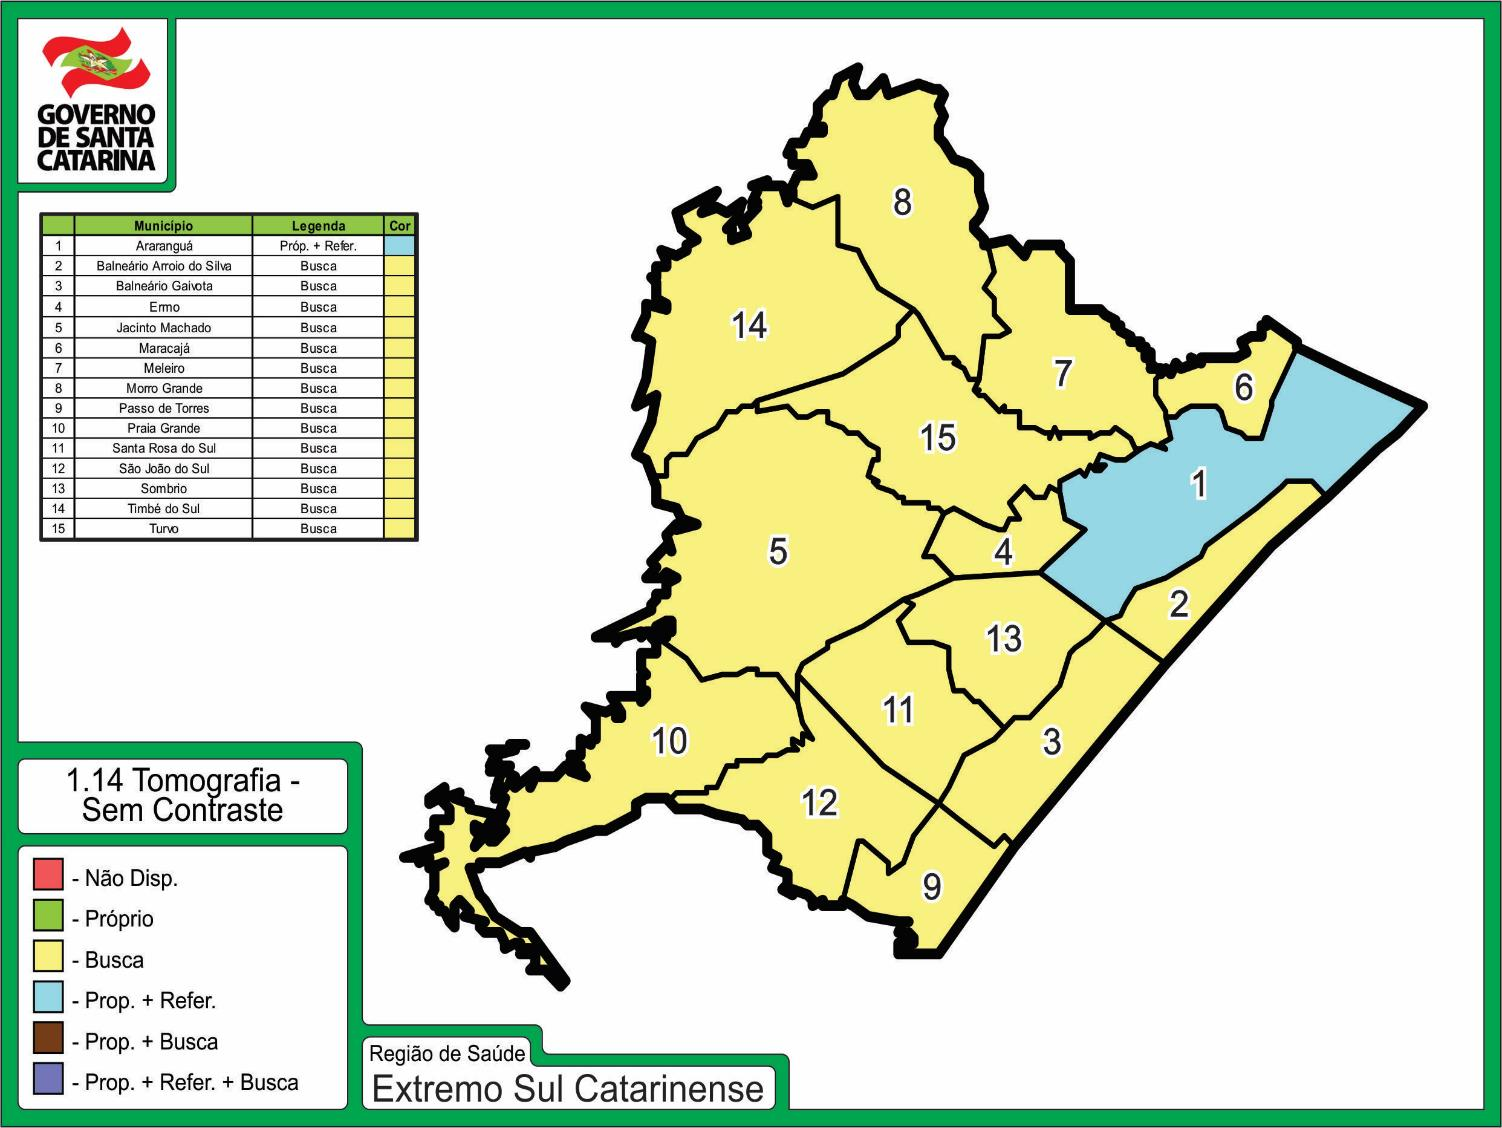 GOVERNO
DE SANTA
CATARINA
Município Legenda Cor
1 Araranguá Próp. + Refer.
2 Balneário Arroio do Silva Busca
3 Balneário Gaivota Busca
4 Ermo Busca
5 Jacinto Machado Busca
6 Maracajá Busca
7 Meleiro Busca
8 Morro Grande Busca
9 Passo de Torres Busca
10 Praia Grande Busca
11 Santa Rosa do Sul Busca
12 São João do Sul Busca
13 Sombrio Busca
14 Timbé do Sul Busca
15 Turvo Busca
8
14
7
6
15
1
5
4
2
13
11
10
3
12
9
1.14 Tomografia -
Sem Contraste
- Não Disp.
- Próprio
- Busca
- Prop. + Refer.
- Prop. + Busca
- Prop. + Refer. + Busca
Região de Saúde
Extremo Sul Catarinense